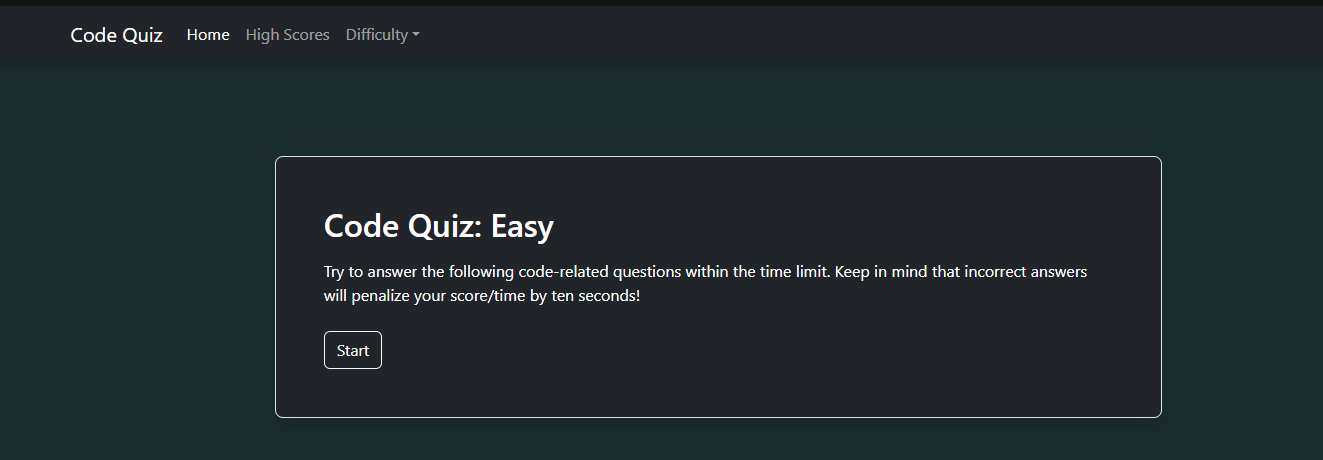 Code Quiz Home High Scores Difficulty
Code Quiz: Easy
Try to answer the following code-related questions within the time limit. Keep in mind that incorrect answers
will penalize your score/time by ten seconds!
Start